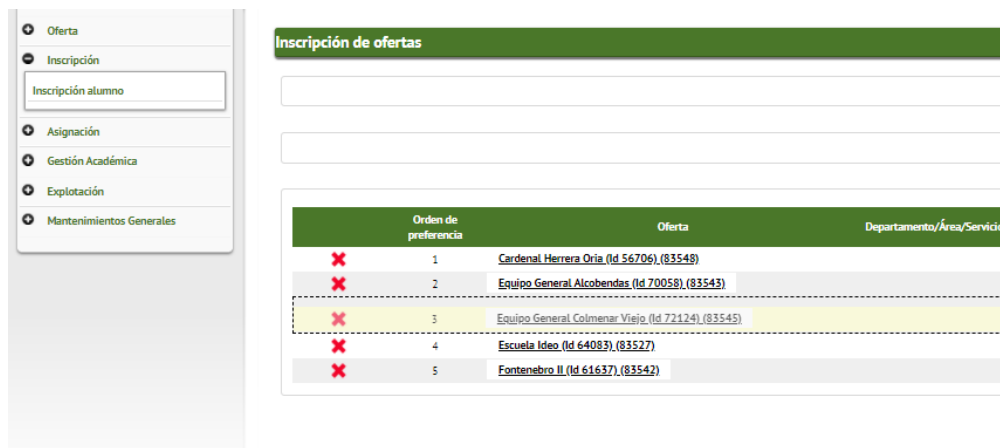 Oferta
Inscripción
Inscripción alumno
Asignación
Gestión Académica
Explotación
Mantenimientos Generales
Inscripción de ofertas
Orden de preferencia Oferta Departamento/Área/Servicio
1 Cardenal Herrera Oria (Id 56706) (83548)
2 Equipo General Alcobendas (Id 70058) (83543)
3 Equipo General Colmenar Viejo (Id 72124) (83545)
4 Escuela Ideo (Id 64083) (83527)
5 Fontenebro II (Id 61637) (83542)